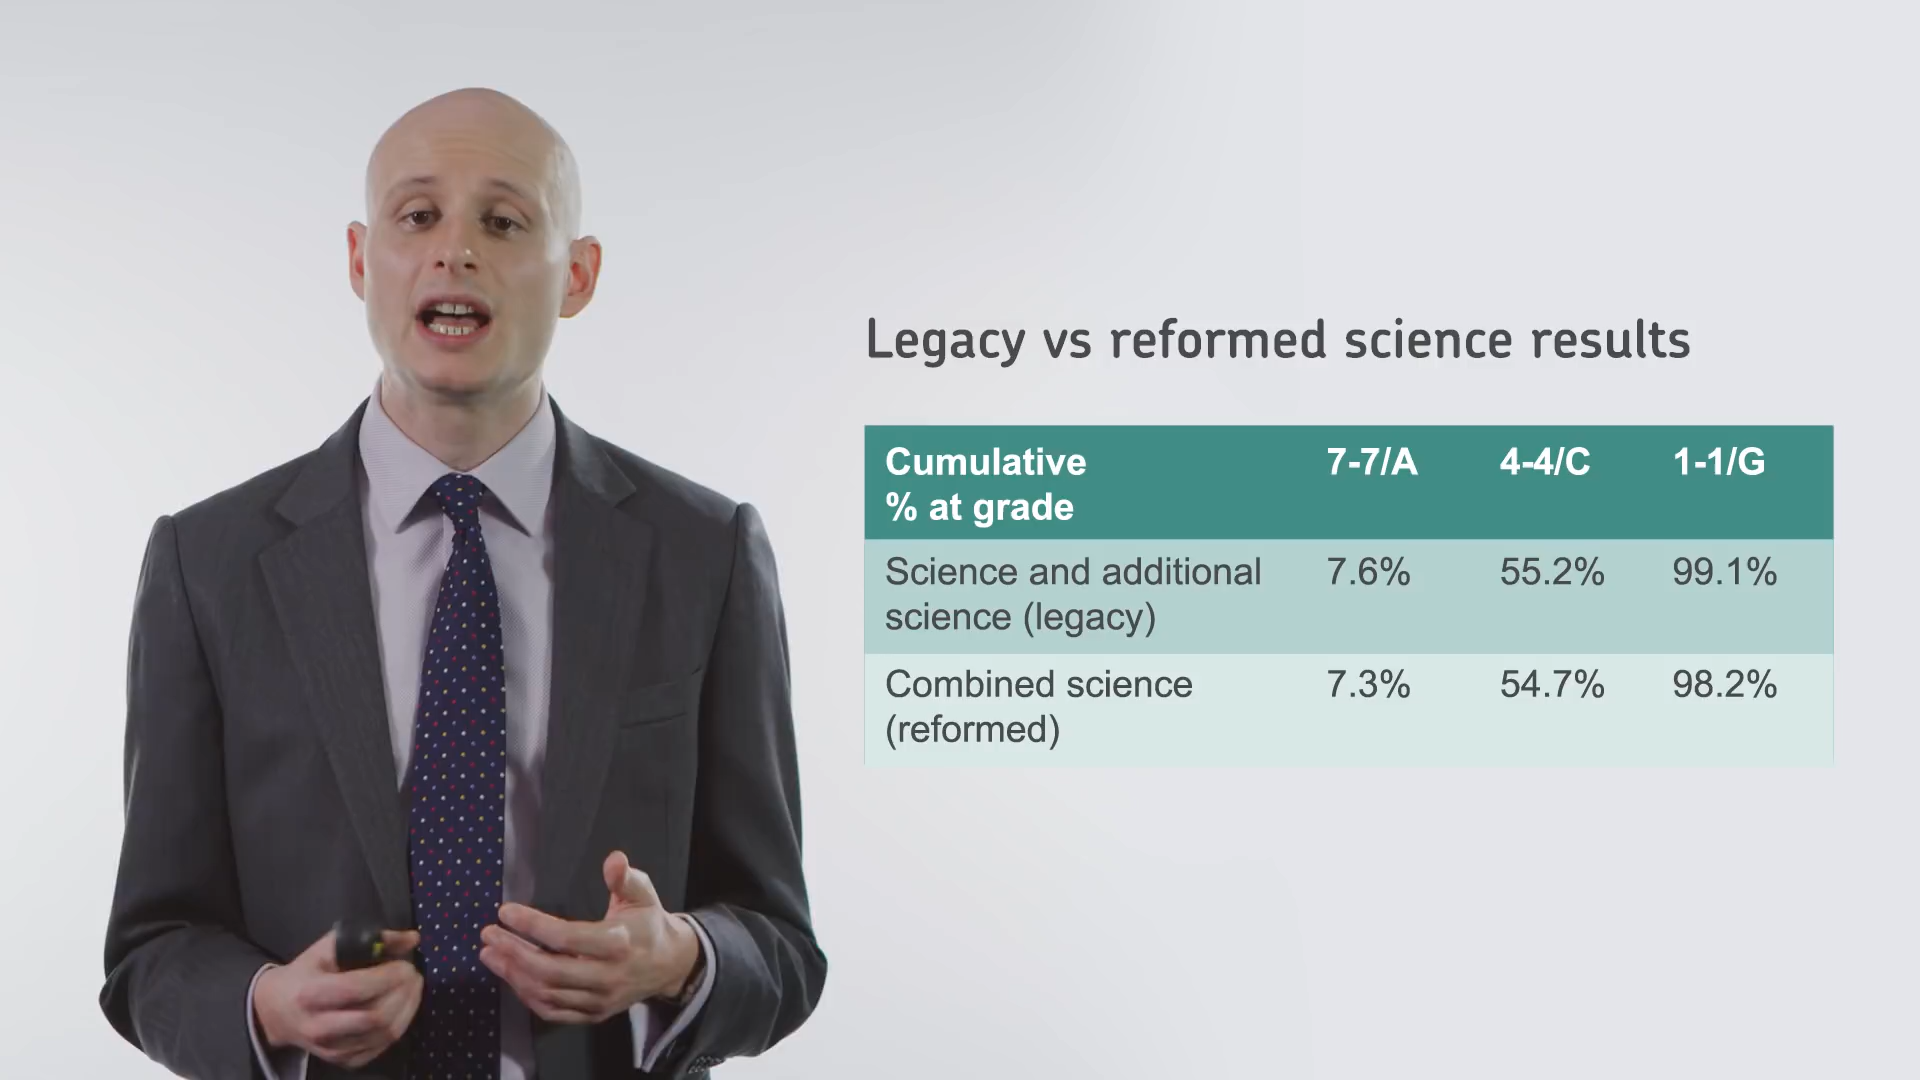 Legacy vs reformed science results
Cumulative % at grade 7-7/A 4-4/C 1-1/G
Science and additional science (legacy) 7.6% 55.2% 99.1%
Combined science (reformed) 7.3% 54.7% 98.2%